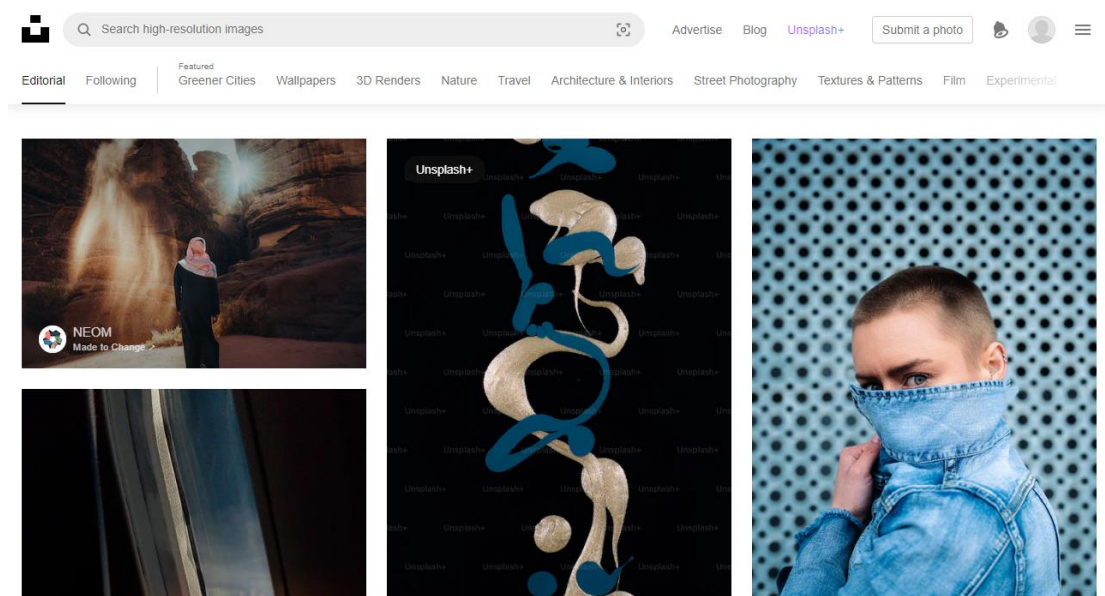 Search high-resolution images
Advertise Blog Unsplash+ Submit a photo
Featured
Editorial Following Greener Cities Wallpapers 3D Renders Nature Travel Architecture & Interiors Street Photography Textures & Patterns Film Experimental
Unsplash+
NEOM
Made to Change ↗